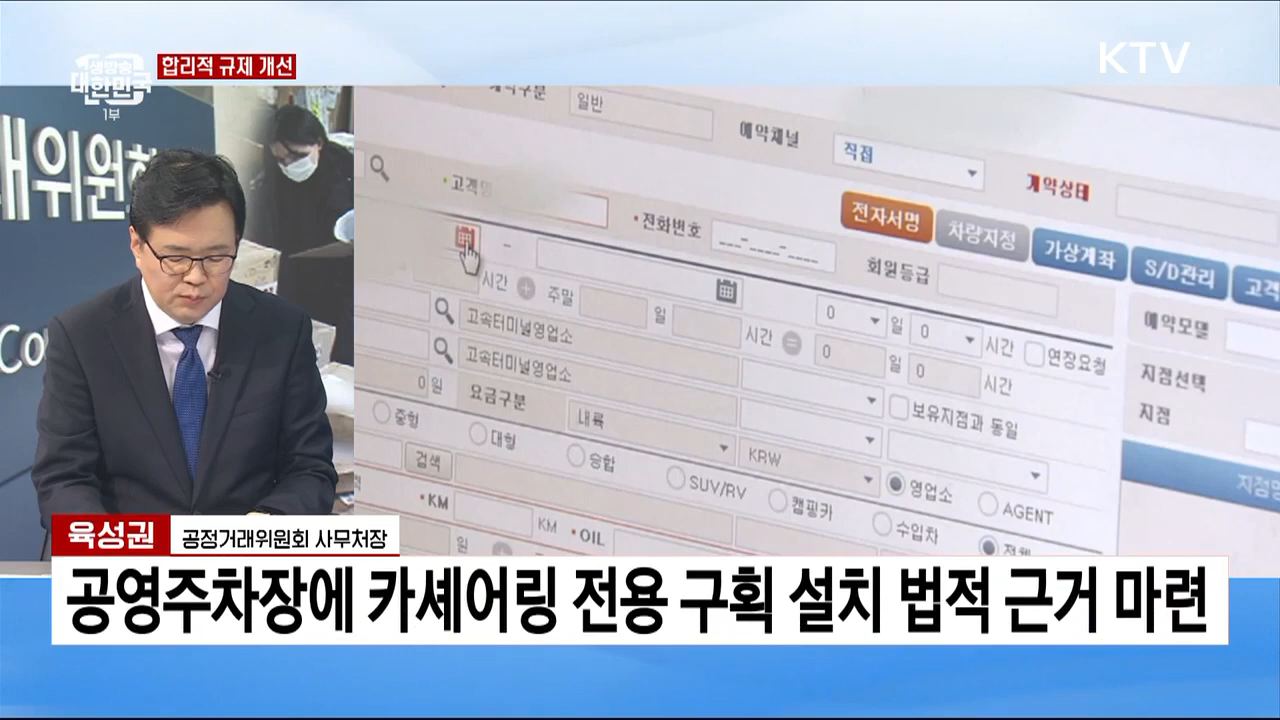 생방송
대한민국
1부
합리적 규제 개선
KTV
래위원회
계약구분
일반
예약채널
직접
계약상태
고객명
전화번호
전자서명
차량지정
가상계좌
S/D관리
고객
회원등급
예약모델
시간
주말
일
시간
0
일
0
시간
연장요청
0
일
0
시간
고속터미널영업소
고속터미널영업소
보유지점과 동일
지점선택
지점
0원
요금구분
내륙
KRW
중형
대형
승합
SUV/RV
캠핑카
수입차
전체
영업소
AGENT
검색
KM
KM
OIL
일
육성권
공정거래위원회 사무처장
공영주차장에 카셰어링 전용 구획 설치 법적 근거 마련